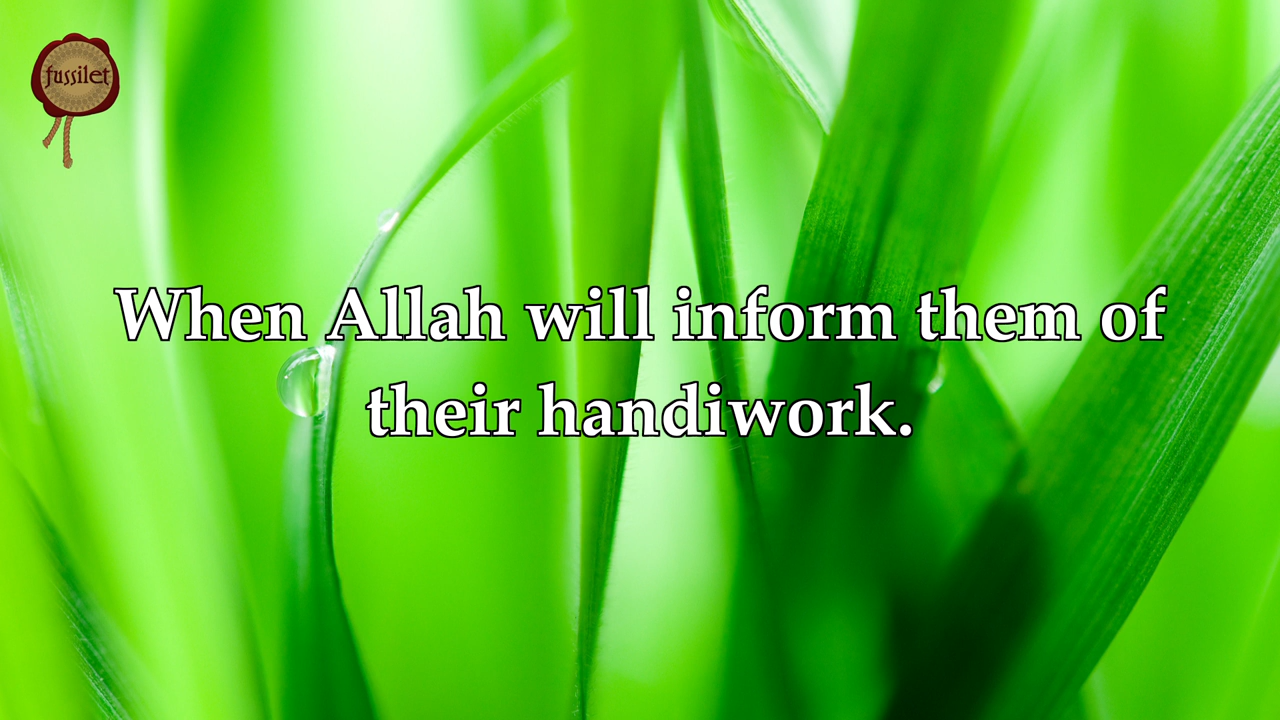 fussilet
When Allah will inform them of
their handiwork.